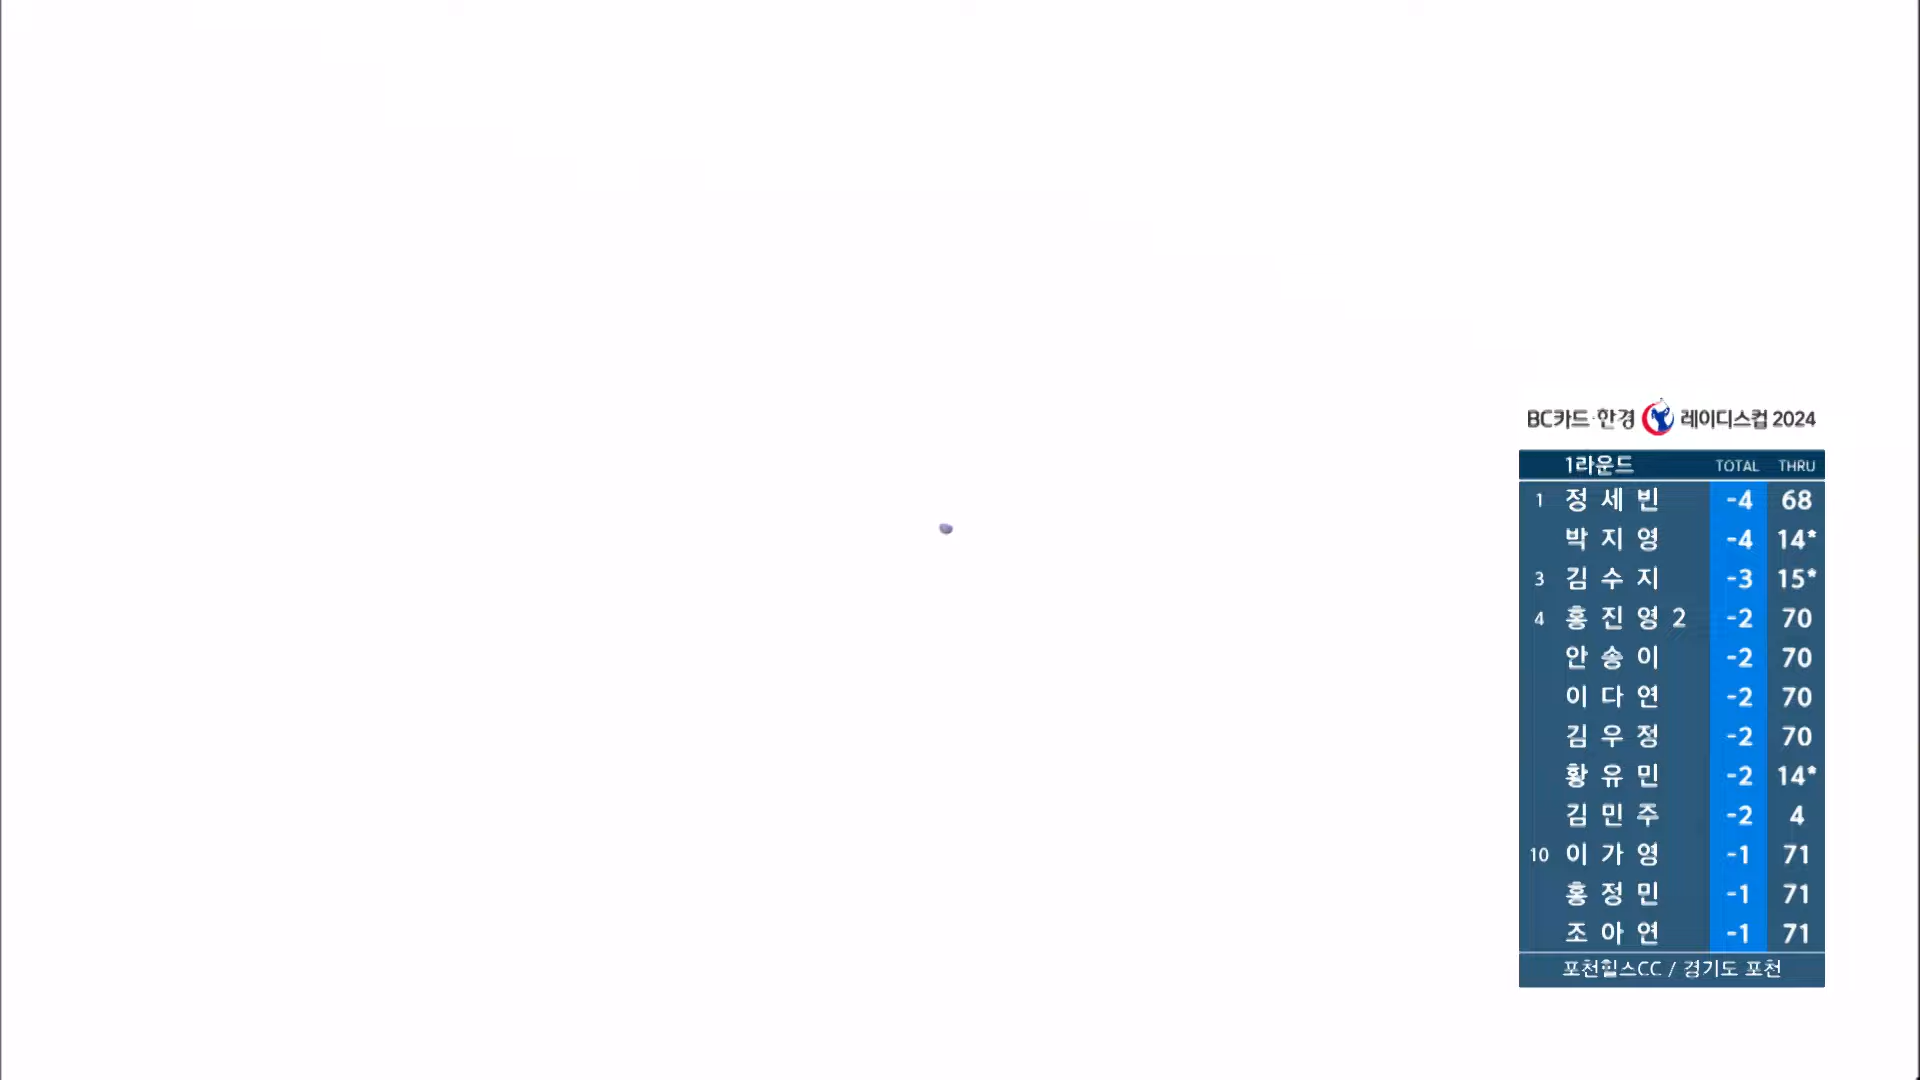 BC카드·한경 레이디스컵 2024
1라운드 TOTAL THRU
1 정세빈 -4 68
박지영 -4 14*
3 김수지 -3 15*
4 홍진영2 -2 70
안송이 -2 70
이다연 -2 70
김우정 -2 70
황유민 -2 14*
김민주 -2 4
10 이가영 -1 71
홍정민 -1 71
조아연 -1 71
포천힐스CC / 경기도 포천